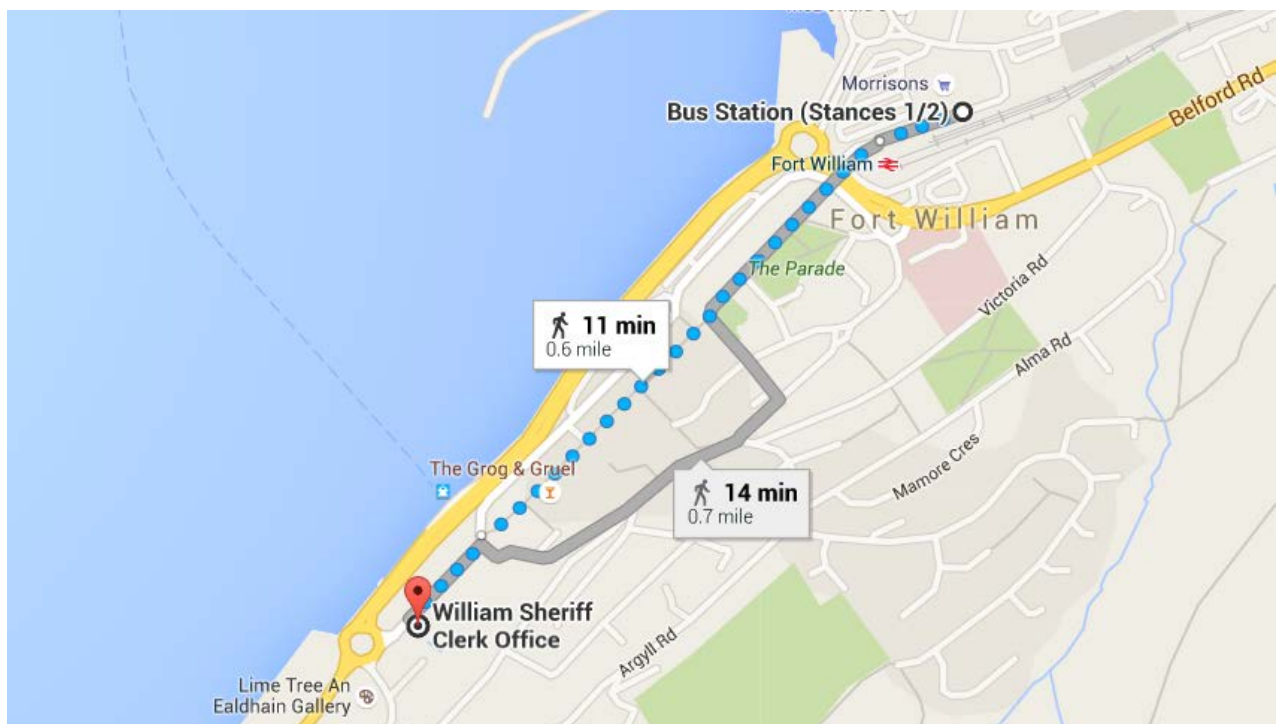 Morrisons
Bus Station (Stances 1/2)
Belford Rd
Fort William
Fort William
The Parade
Victoria Rd
11 min
0.6 mile
Alma Rd
The Grog & Gruel
Mamore Cres
14 min
0.7 mile
William Sheriff
Clerk Office
Argyll Rd
Lime Tree An
Ealdhain Gallery